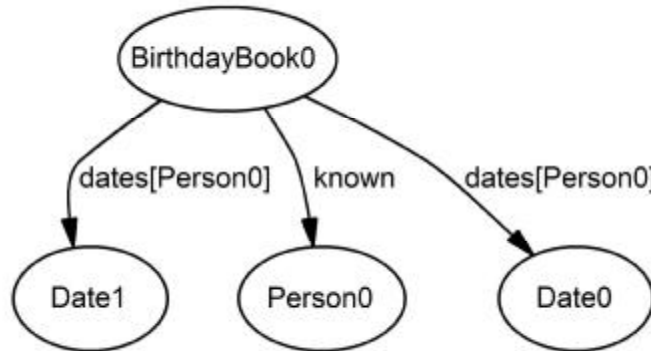 BirthdayBook0
dates[Person0]
known
dates[Person0]
Date1
Person0
Date0